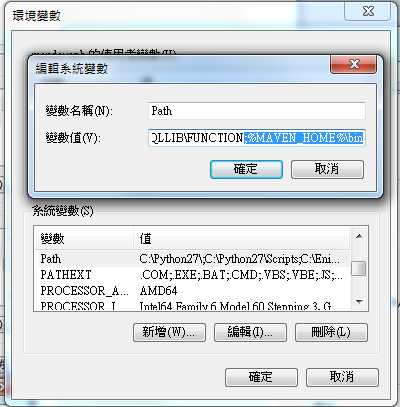 環境變數
的使用者變數(U)
編輯系統變數
變數名稱(N):
Path
變數值(V):
QLLIB\FUNCTION;%MAVEN_HOME%\bin
確定
取消
系統變數(S)
變數 值
Path C:\Python27\;C:\Python27\Scripts;C:\Eni...
PATHEXT .COM;.EXE;.BAT;.CMD;.VBS;.VBE;.JS;...
PROCESSOR_A... AMD64
PROCESSOR_I... Intel64 Family 6 Model 60 Stepping 3, G
新增(W)...
編輯(I)...
刪除(L)
確定
取消